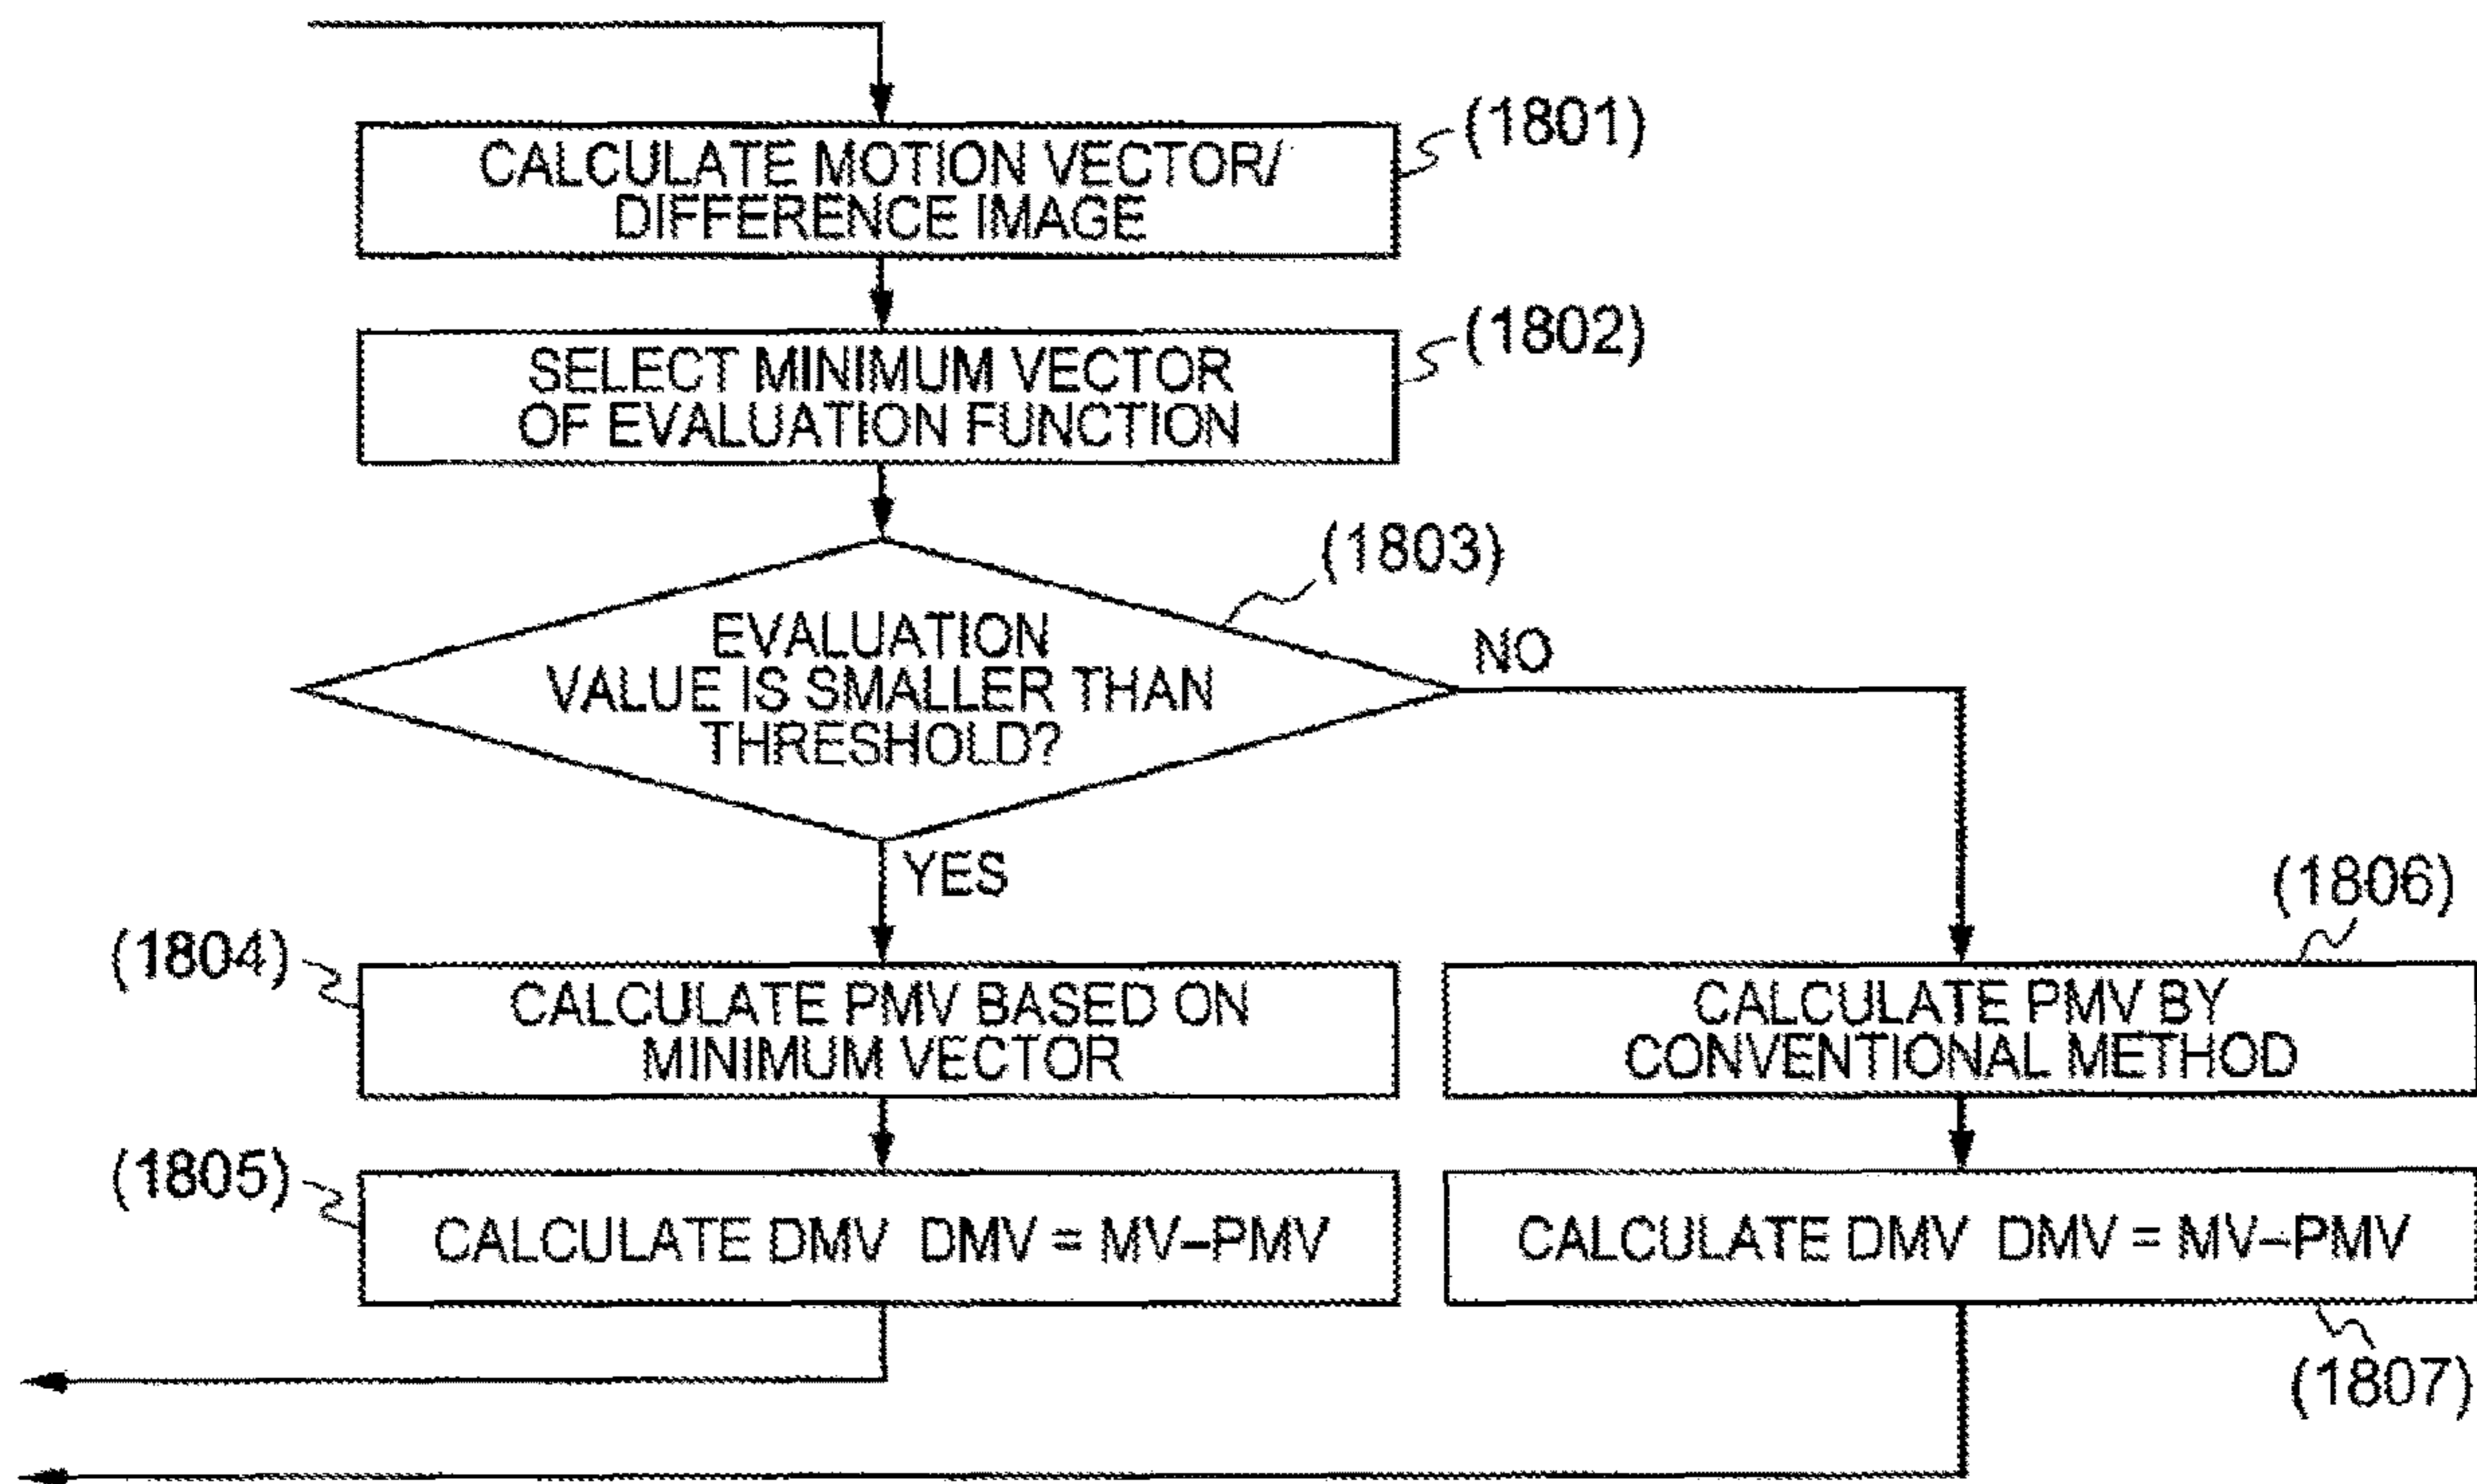 (1801)
CALCULATE MOTION VECTOR/
DIFFERENCE IMAGE
(1802)
SELECT MINIMUM VECTOR
OF EVALUATION FUNCTION
(1803)
EVALUATION
VALUE IS SMALLER THAN
THRESHOLD?
NO
YES
(1804)
CALCULATE PMV BASED ON
MINIMUM VECTOR
(1806)
CALCULATE PMV BY
CONVENTIONAL METHOD
(1805)
CALCULATE DMV DMV = MV–PMV
CALCULATE DMV DMV = MV–PMV
(1807)